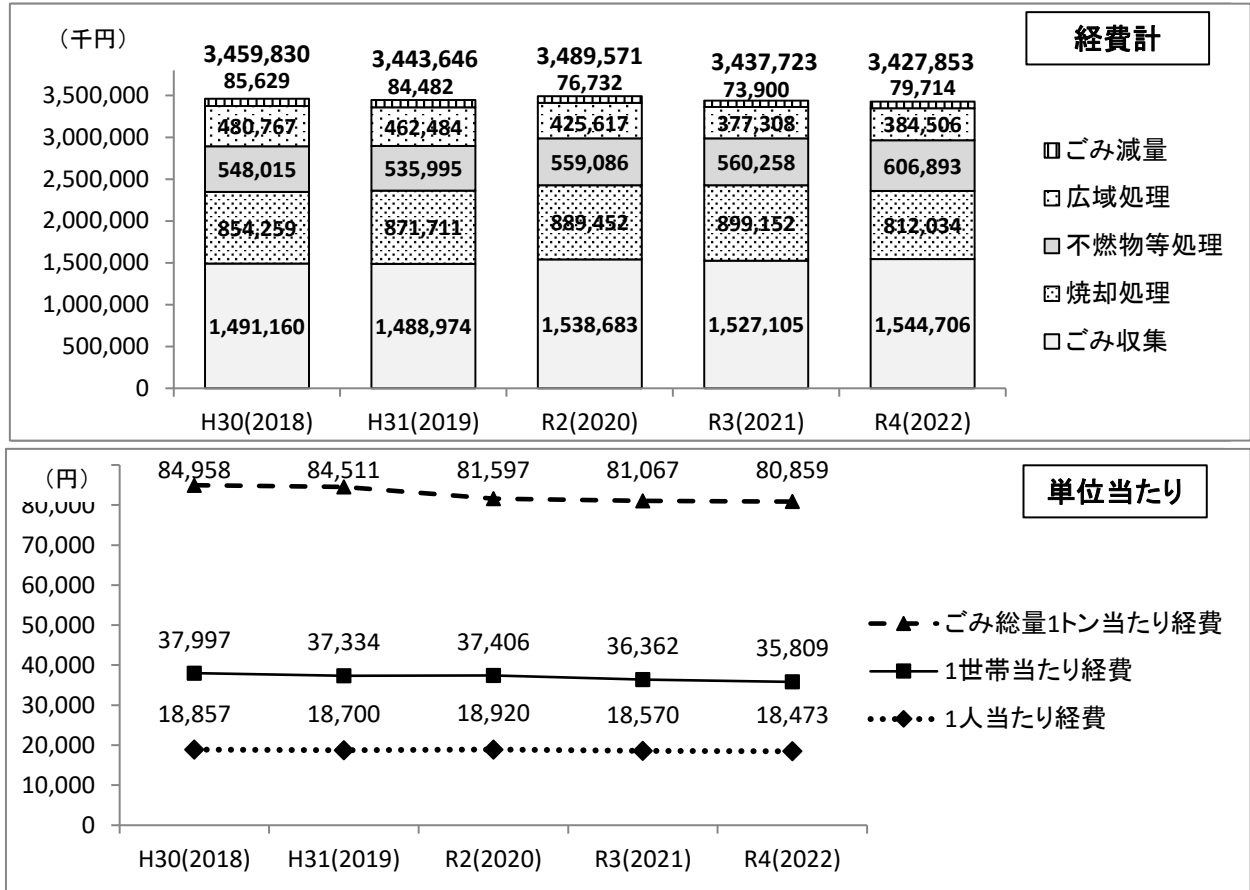 （千円）
経費計
3,459,830 3,443,646 3,489,571 3,437,723 3,427,853
85,629 84,482 76,732 73,900 79,714
3,500,000
480,767 462,484 425,617 377,308 384,506
3,000,000
548,015 535,995 559,086 560,258 606,893
2,500,000
854,259 871,711 889,452 899,152 812,034
2,000,000
1,500,000
1,491,160 1,488,974 1,538,683 1,527,105 1,544,706
1,000,000
500,000
0
H30(2018) H31(2019) R2(2020) R3(2021) R4(2022)
ごみ減量
広域処理
不燃物等処理
焼却処理
ごみ収集
（円）
単位当たり
84,958 84,511 81,597 81,067 80,859
80,000
70,000
60,000
50,000
37,997 37,334 37,406 36,362 35,809
40,000
30,000
18,857 18,700 18,920 18,570 18,473
20,000
10,000
0
H30(2018) H31(2019) R2(2020) R3(2021) R4(2022)
ごみ総量1トン当たり経費
1世帯当たり経費
1人当たり経費